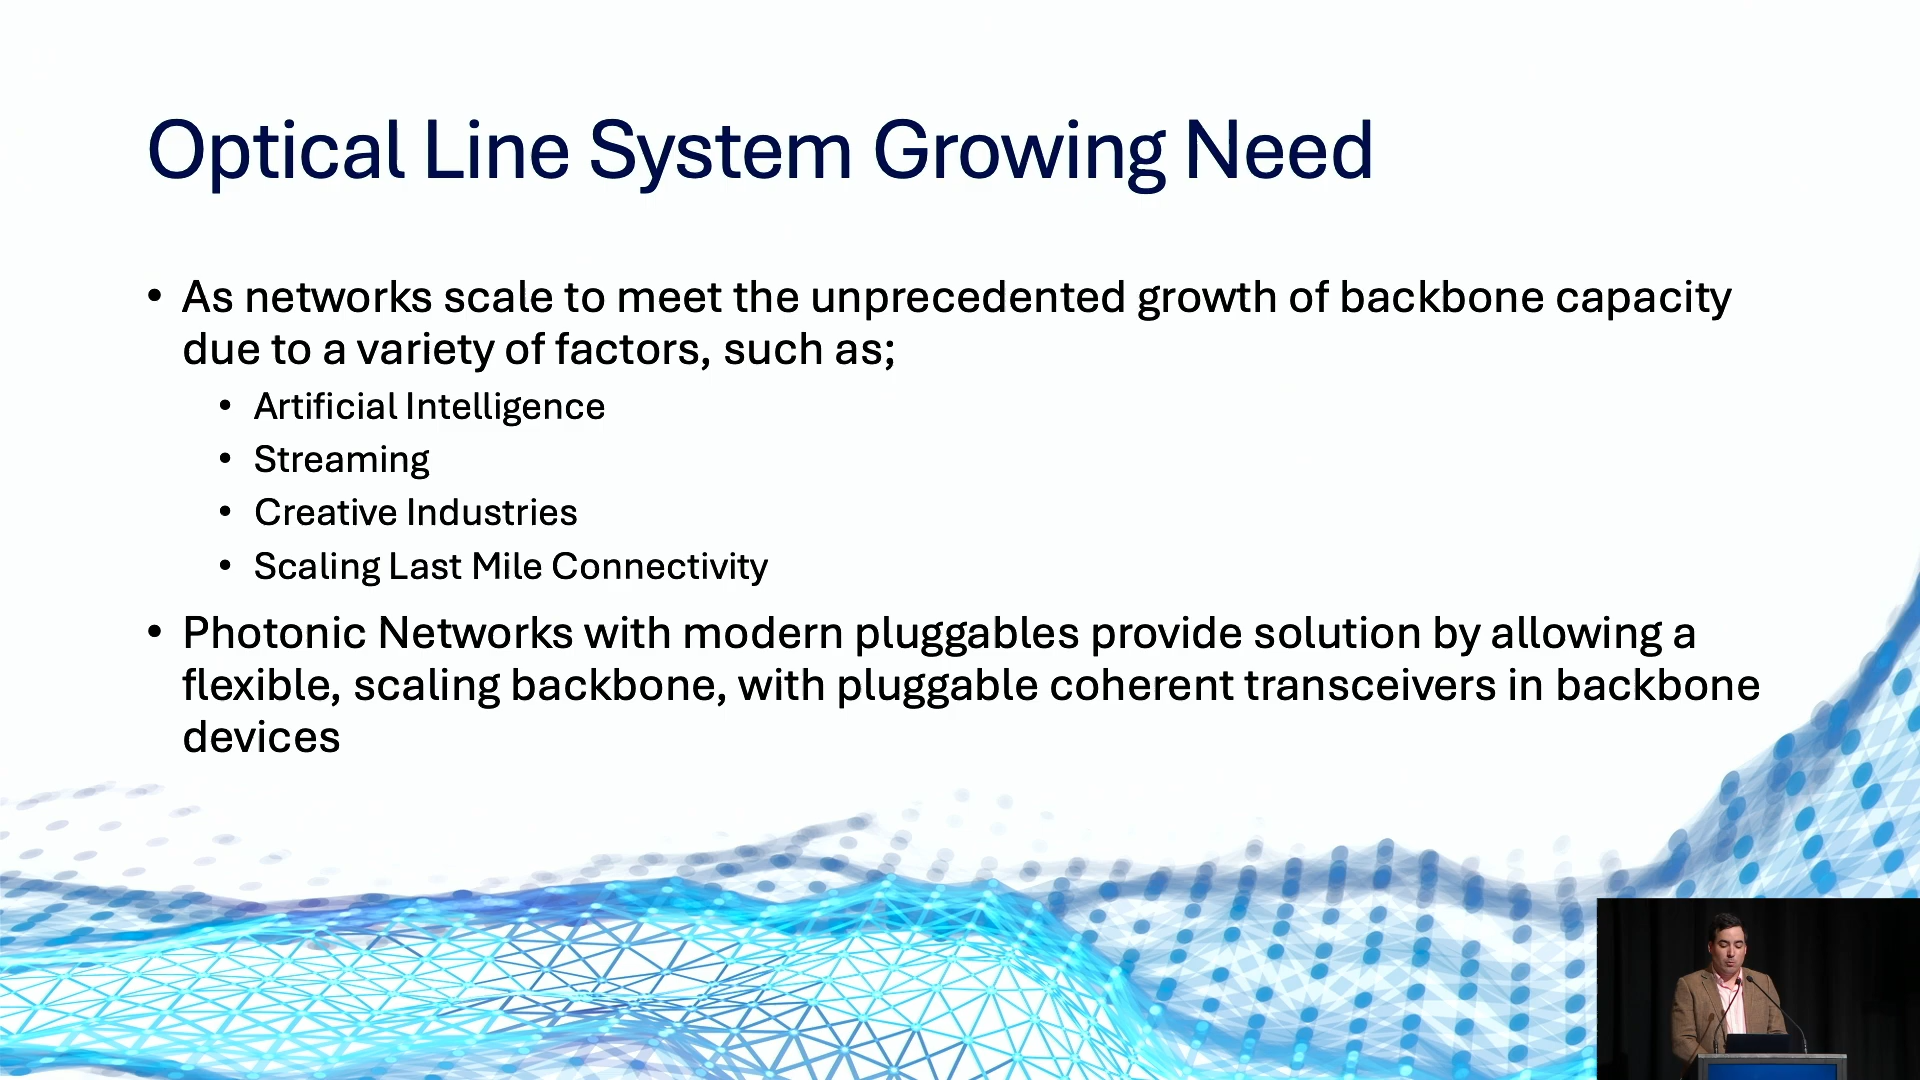 Optical Line System Growing Need
• As networks scale to meet the unprecedented growth of backbone capacity
due to a variety of factors, such as;
• Artificial Intelligence
• Streaming
• Creative Industries
• Scaling Last Mile Connectivity
• Photonic Networks with modern pluggables provide solution by allowing a
flexible, scaling backbone, with pluggable coherent transceivers in backbone
devices